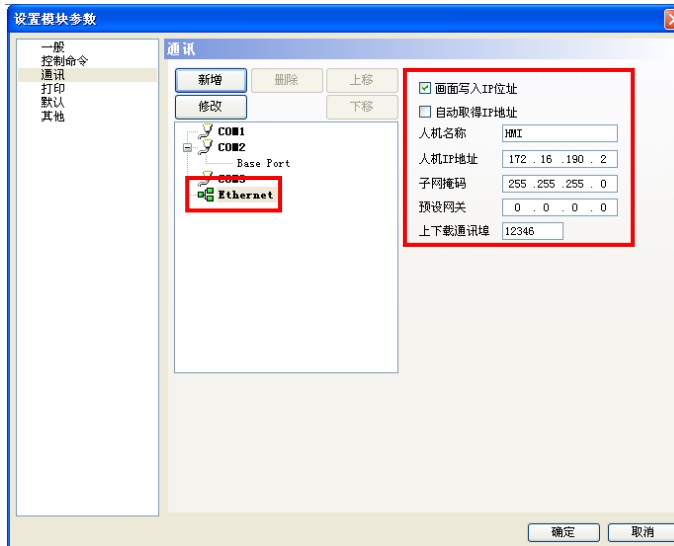 设置模块参数
一般
控制命令
通讯
打印
默认
其他
通讯
新增 删除 上移
修改 下移
COM1
COM2
Base Port
COM3
Ethernet
画面写入IP位址
自动取得IP地址
人机名称 HMI
人机IP地址 172 . 16 .190 . 2
子网掩码 255 .255 .255 . 0
预设网关 0 . 0 . 0 . 0
上下载通讯埠 12346
确定 取消